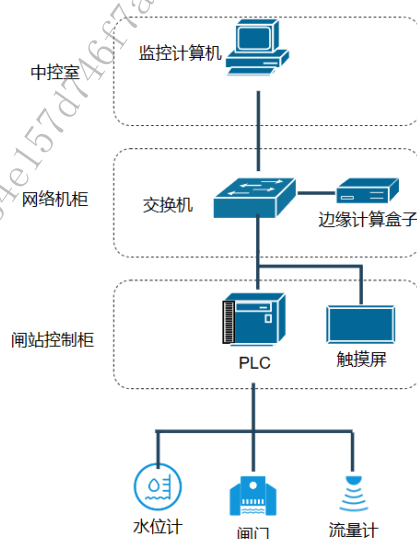 中控室
监控计算机
网络机柜
交换机
边缘计算盒子
闸站控制柜
PLC
触摸屏
水位计
闸门
流量计